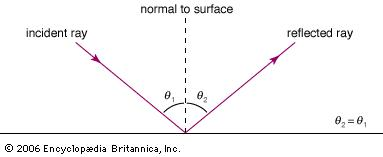 normal to surface
incident ray
reflected ray
θ1 θ2
θ2 = θ1
© 2006 Encyclopædia Britannica, Inc.